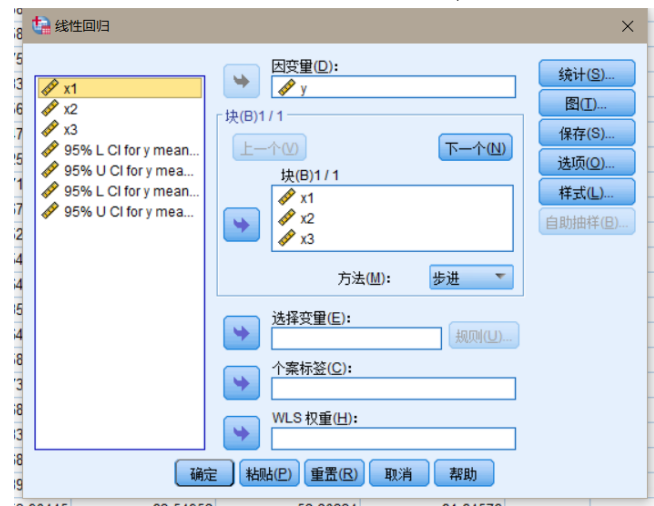 线性回归
x1
x2
x3
95% L CI for y mean...
95% U CI for y mea...
95% L CI for y mean...
95% U CI for y mea...
因变量(D):
y
块(B)1 / 1
上一个(V)
下一个(N)
块(B)1 / 1
x1
x2
x3
方法(M):
步进
选择变量(E):
规则(U)...
个案标签(C):
WLS 权重(H):
统计(S)...
图(T)...
保存(S)...
选项(O)...
样式(L)...
自助抽样(B)...
确定
粘贴(P)
重置(R)
取消
帮助